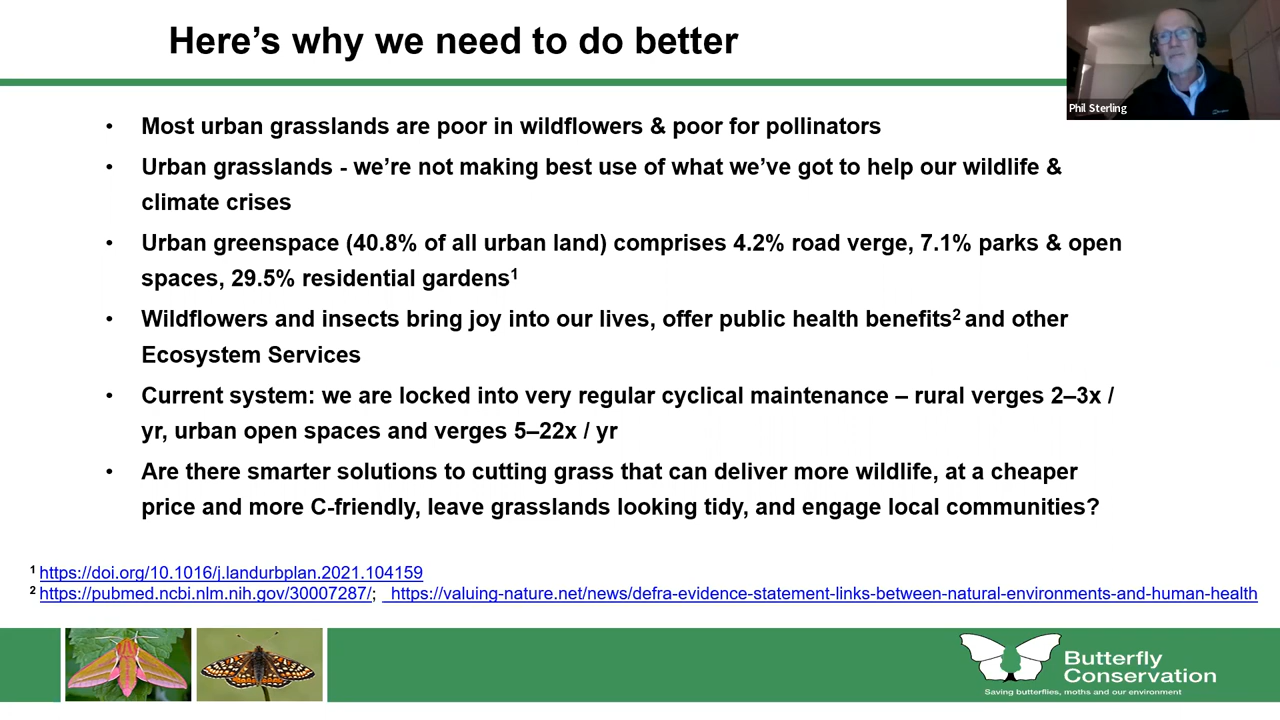 Here’s why we need to do better
Phil Sterling
• Most urban grasslands are poor in wildflowers & poor for pollinators
• Urban grasslands - we’re not making best use of what we’ve got to help our wildlife &
climate crises
• Urban greenspace (40.8% of all urban land) comprises 4.2% road verge, 7.1% parks & open
spaces, 29.5% residential gardens¹
• Wildflowers and insects bring joy into our lives, offer public health benefits² and other
Ecosystem Services
• Current system: we are locked into very regular cyclical maintenance – rural verges 2–3x /
yr, urban open spaces and verges 5–22x / yr
• Are there smarter solutions to cutting grass that can deliver more wildlife, at a cheaper
price and more C-friendly, leave grasslands looking tidy, and engage local communities?
¹ https://doi.org/10.1016/j.landurbplan.2021.104159
² https://pubmed.ncbi.nlm.nih.gov/30007287/; https://valuing-nature.net/news/defra-evidence-statement-links-between-natural-environments-and-human-health
Butterfly
Conservation
Saving butterflies, moths and our environment